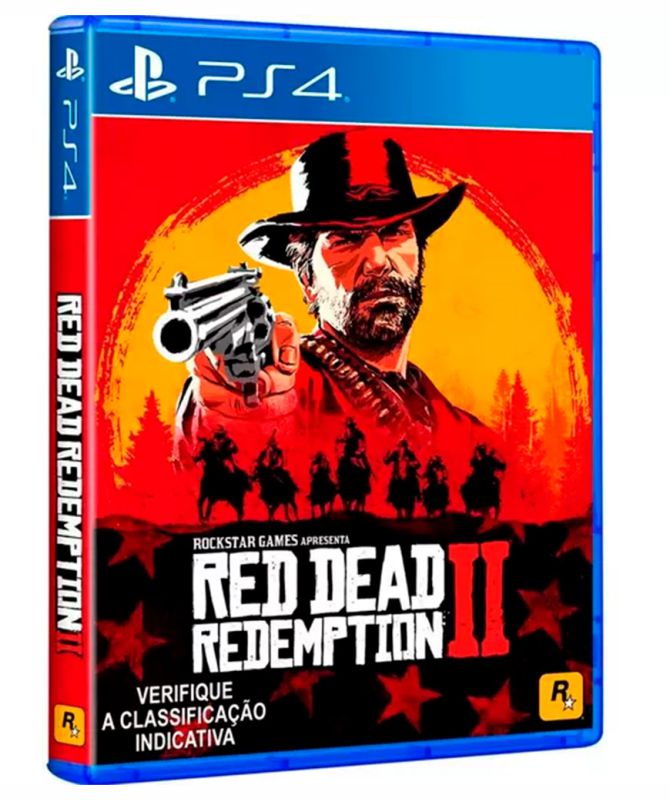 PS4
PS4
RED DEAD REDEMPTION II
ROCKSTAR GAMES APRESENTA
RED DEAD
REDEMPTION II
VERIFIQUE
A CLASSIFICAÇÃO
INDICATIVA
R
R